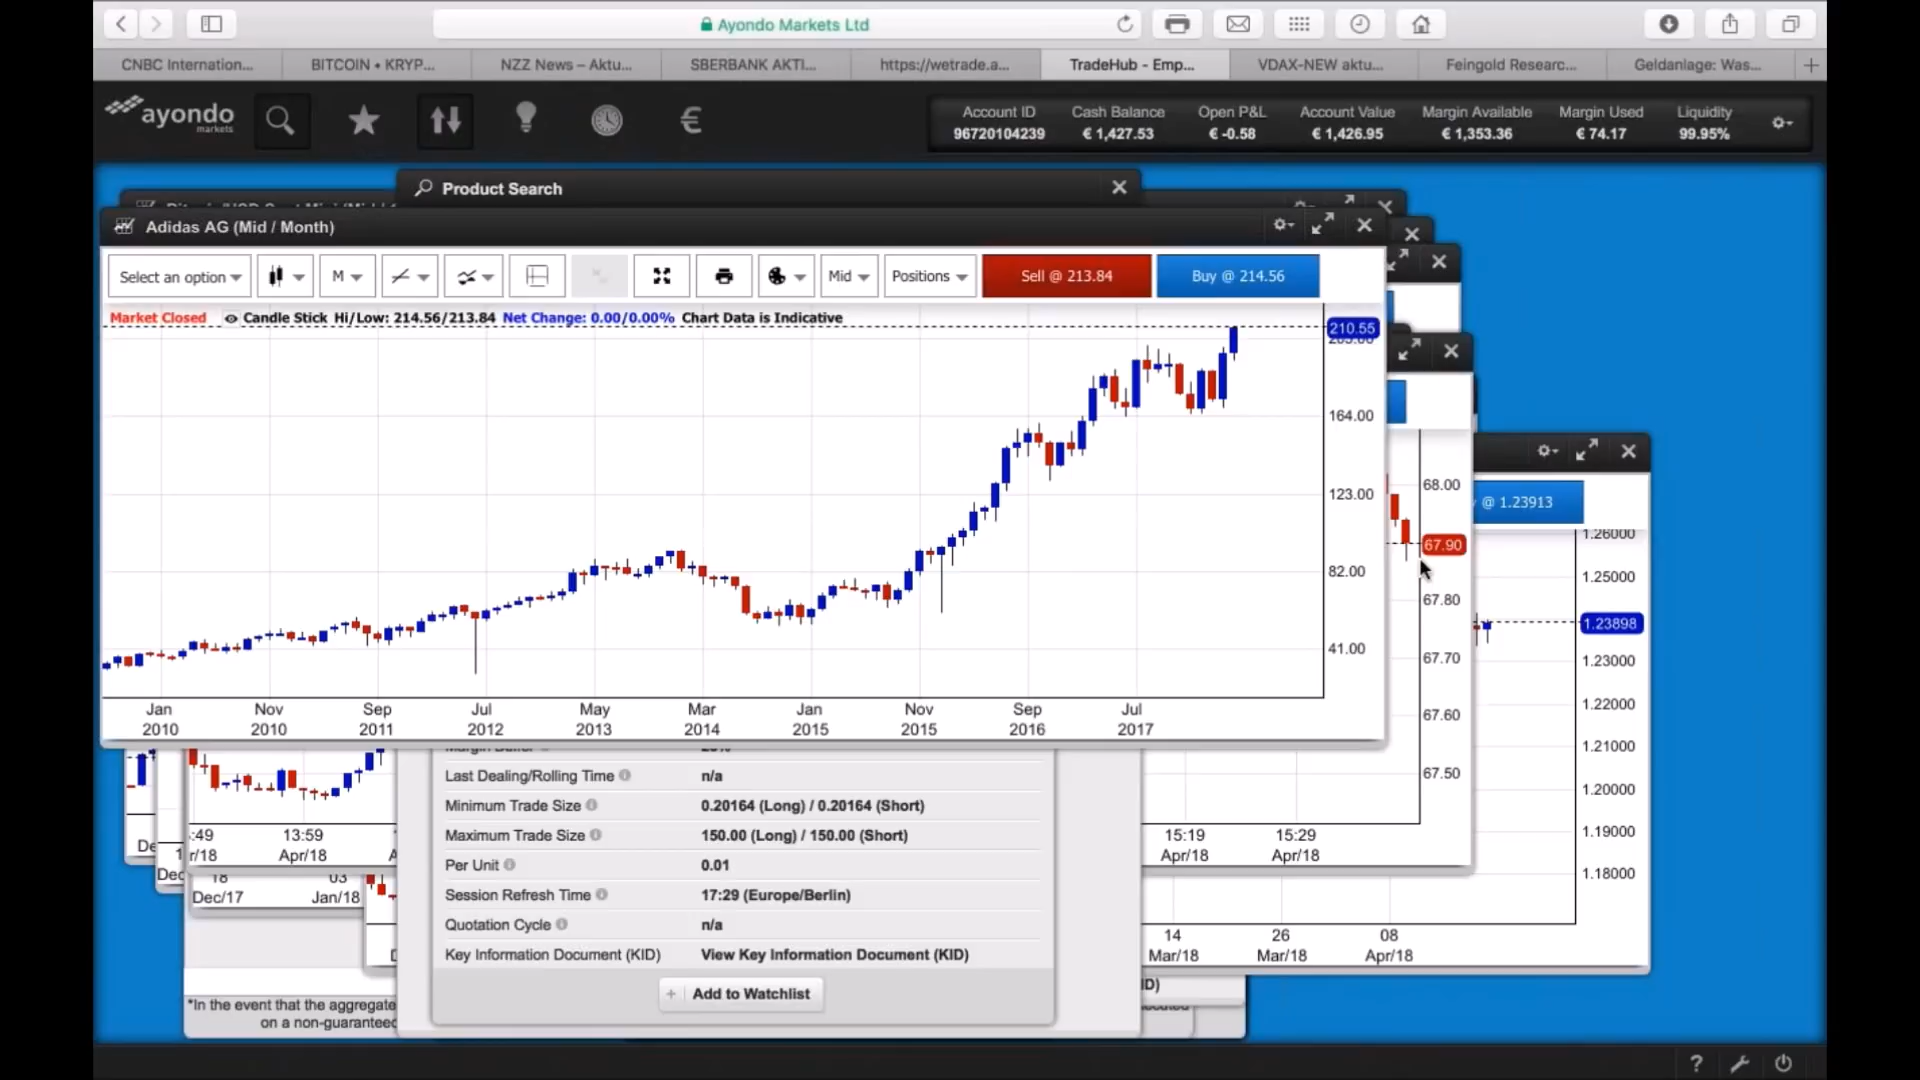 Ayondo Markets Ltd
CNBC Internation...
BITCOIN • KRYP...
NZZ News – Aktu...
SBERBANK AKTI...
https://wetrade.a...
TradeHub - Emp...
VDAX-NEW aktu...
Feingold Researc...
Geldanlage: Was...
ayondo
markets
Account ID
96720104239
Cash Balance
€ 1,427.53
Open P&L
€ -0.58
Account Value
€ 1,426.95
Margin Available
€ 1,353.36
Margin Used
€ 74.17
Liquidity
99.95%
Product Search
Adidas AG (Mid / Month)
Select an option
M
Mid
Positions
Sell @ 213.84
Buy @ 214.56
Market Closed Candle Stick Hi/Low: 214.56/213.84 Net Change: 0.00/0.00% Chart Data is Indicative
210.55
164.00
123.00
82.00
41.00
Jan 2010
Nov 2010
Sep 2011
Jul 2012
May 2013
Mar 2014
Jan 2015
Nov 2015
Sep 2016
Jul 2017
68.00
67.90
67.80
67.70
67.60
67.50
@ 1.23913
1.26000
1.25000
1.23898
1.23000
1.22000
1.21000
1.20000
1.19000
1.18000
Last Dealing/Rolling Time n/a
Minimum Trade Size 0.20164 (Long) / 0.20164 (Short)
Maximum Trade Size 150.00 (Long) / 150.00 (Short)
Per Unit 0.01
Session Refresh Time 17:29 (Europe/Berlin)
Quotation Cycle n/a
Key Information Document (KID) View Key Information Document (KID)
+ Add to Watchlist
:49
r/18
13:59
Apr/18
15:19
Apr/18
15:29
Apr/18
De
Dec
18
Dec/17
03
Jan/18
14
Mar/18
26
Mar/18
08
Apr/18
ID)
*In the event that the aggregate
on a non-guaranteed
?